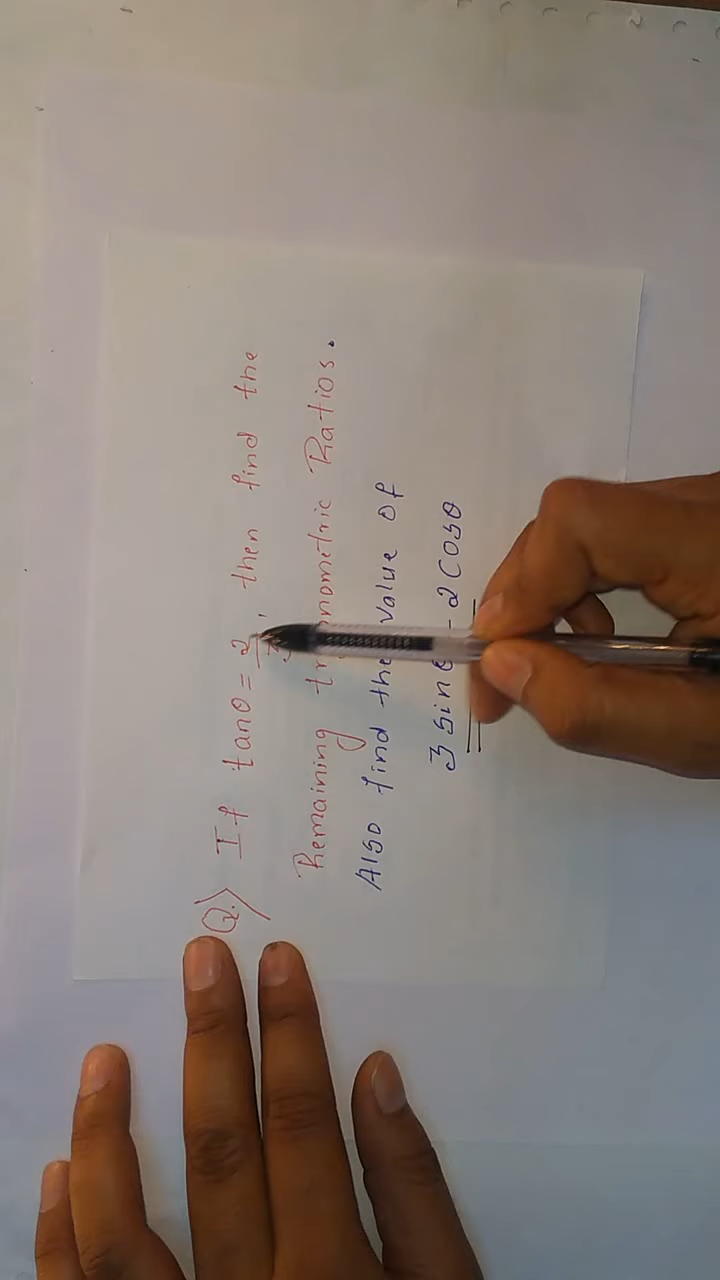 Q.) If tanθ = 2/3, then find the
Remaining trigonometric Ratios.
Also find the value of
3 sinθ - 2 cosθ